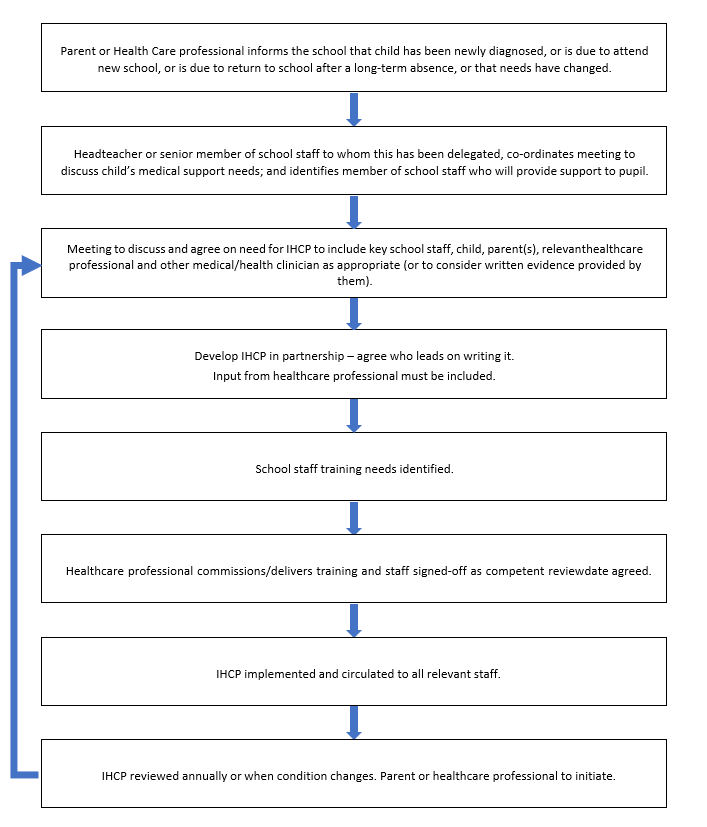 Parent or Health Care professional informs the school that child has been newly diagnosed, or is due to attend
new school, or is due to return to school after a long-term absence, or that needs have changed.
Headteacher or senior member of school staff to whom this has been delegated, co-ordinates meeting to
discuss child's medical support needs; and identifies member of school staff who will provide support to pupil.
Meeting to discuss and agree on need for IHCP to include key school staff, child, parent(s), relevanthealthcare
professional and other medical/health clinician as appropriate (or to consider written evidence provided by
them).
Develop IHCP in partnership – agree who leads on writing it.
Input from healthcare professional must be included.
School staff training needs identified.
Healthcare professional commissions/delivers training and staff signed-off as competent reviewdate agreed.
IHCP implemented and circulated to all relevant staff.
IHCP reviewed annually or when condition changes. Parent or healthcare professional to initiate.